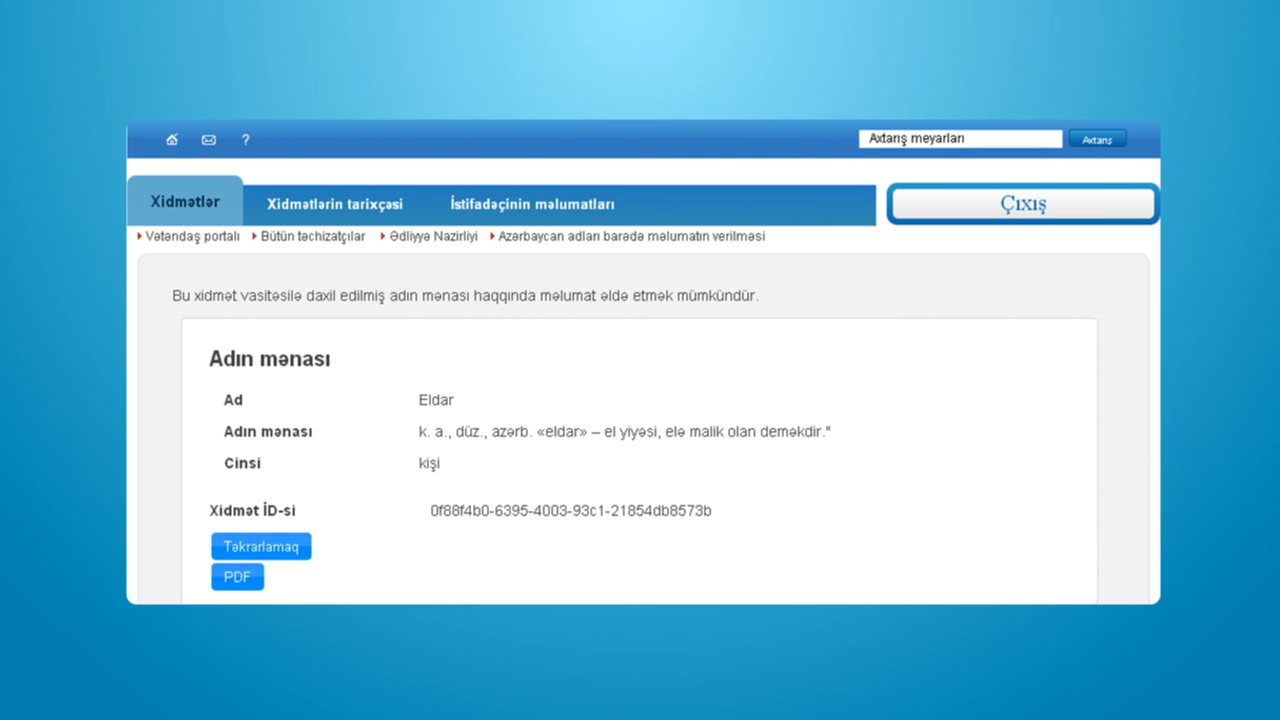 ?
Axtarış meyarları
Axtarış
Xidmətlər
Xidmətlərin tarixçəsi
İstifadəçinin məlumatları
Çıxış
Vətəndaş portalı
Bütün təchizatçılar
Ədliyyə Nazirliyi
Azərbaycan adları barədə məlumatın verilməsi
Bu xidmət vasitəsilə daxil edilmiş adın mənası haqqında məlumat əldə etmək mümkündür.
Adın mənası
Ad Eldar
Adın mənası k. a., düz., azərb. «eldar» – el yiyəsi, elə malik olan deməkdir."
Cinsi kişi
Xidmət İD-si 0f88f4b0-6395-4003-93c1-21854db8573b
Təkrarlamaq
PDF